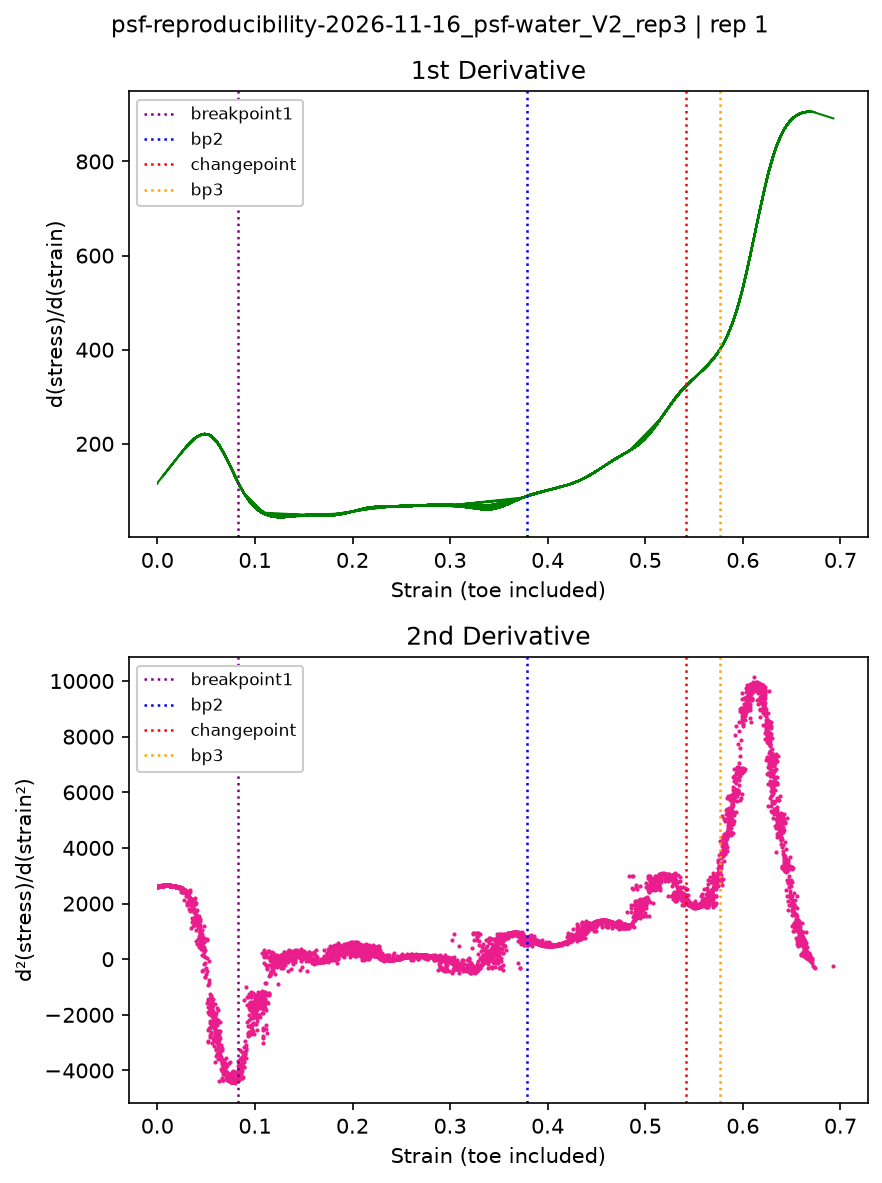 psf-reproducibility-2026-11-16_psf-water_V2_rep3 | rep 1
1st Derivative
breakpoint1
bp2
changepoint
bp3
d(stress)/d(strain)
800
600
400
200
0.0 0.1 0.2 0.3 0.4 0.5 0.6 0.7
Strain (toe included)
2nd Derivative
breakpoint1
bp2
changepoint
bp3
d²(stress)/d(strain²)
10000
8000
6000
4000
2000
0
−2000
−4000
0.0 0.1 0.2 0.3 0.4 0.5 0.6 0.7
Strain (toe included)